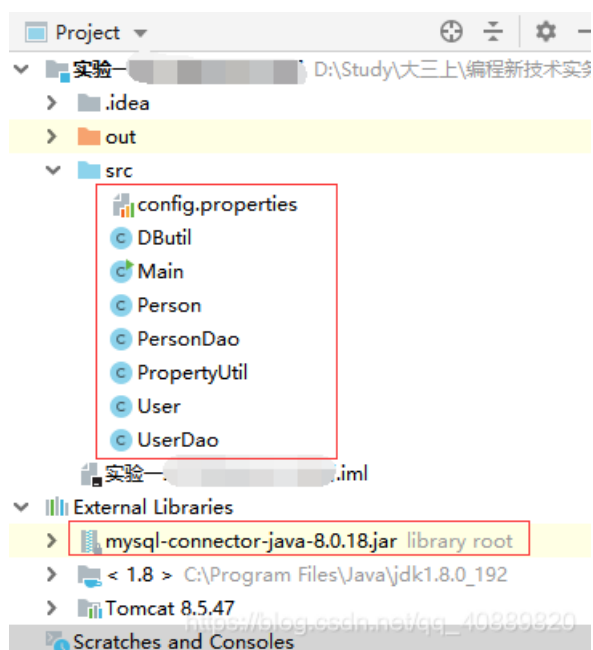 Project
实验一 D:\Study\大三上\编程新技术实务
.idea
out
src
config.properties
DButil
Main
Person
PersonDao
PropertyUtil
User
UserDao
实验一 .iml
External Libraries
mysql-connector-java-8.0.18.jar library root
< 1.8 > C:\Program Files\Java\jdk1.8.0_192
Tomcat 8.5.47
https://blog.csdn.net/qq_40889820
Scratches and Consoles